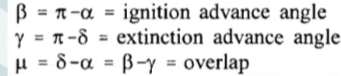 β = π-α = ignition advance angle
γ = π-δ = extinction advance angle
μ = δ-α = β-γ = overlap